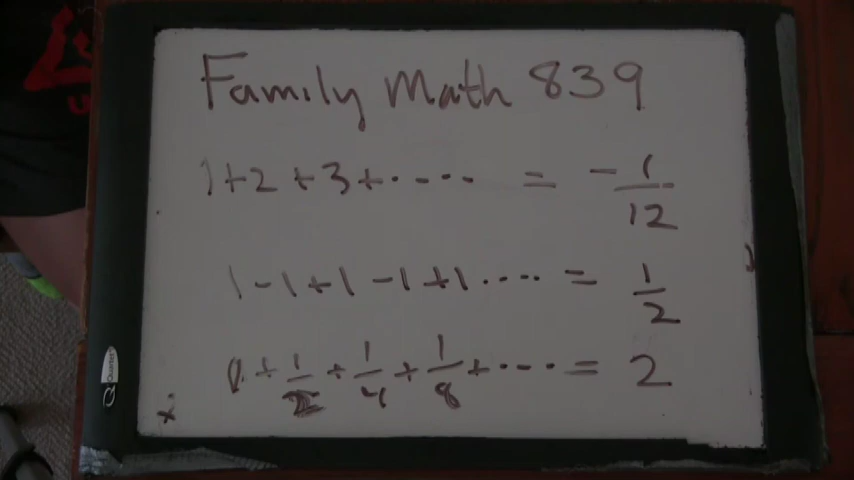 Family Math 839
1+2+3+..... = -1/12
1-1+1-1+1.... = 1/2
1+1/2+1/4+1/8+.... = 2
Quartet